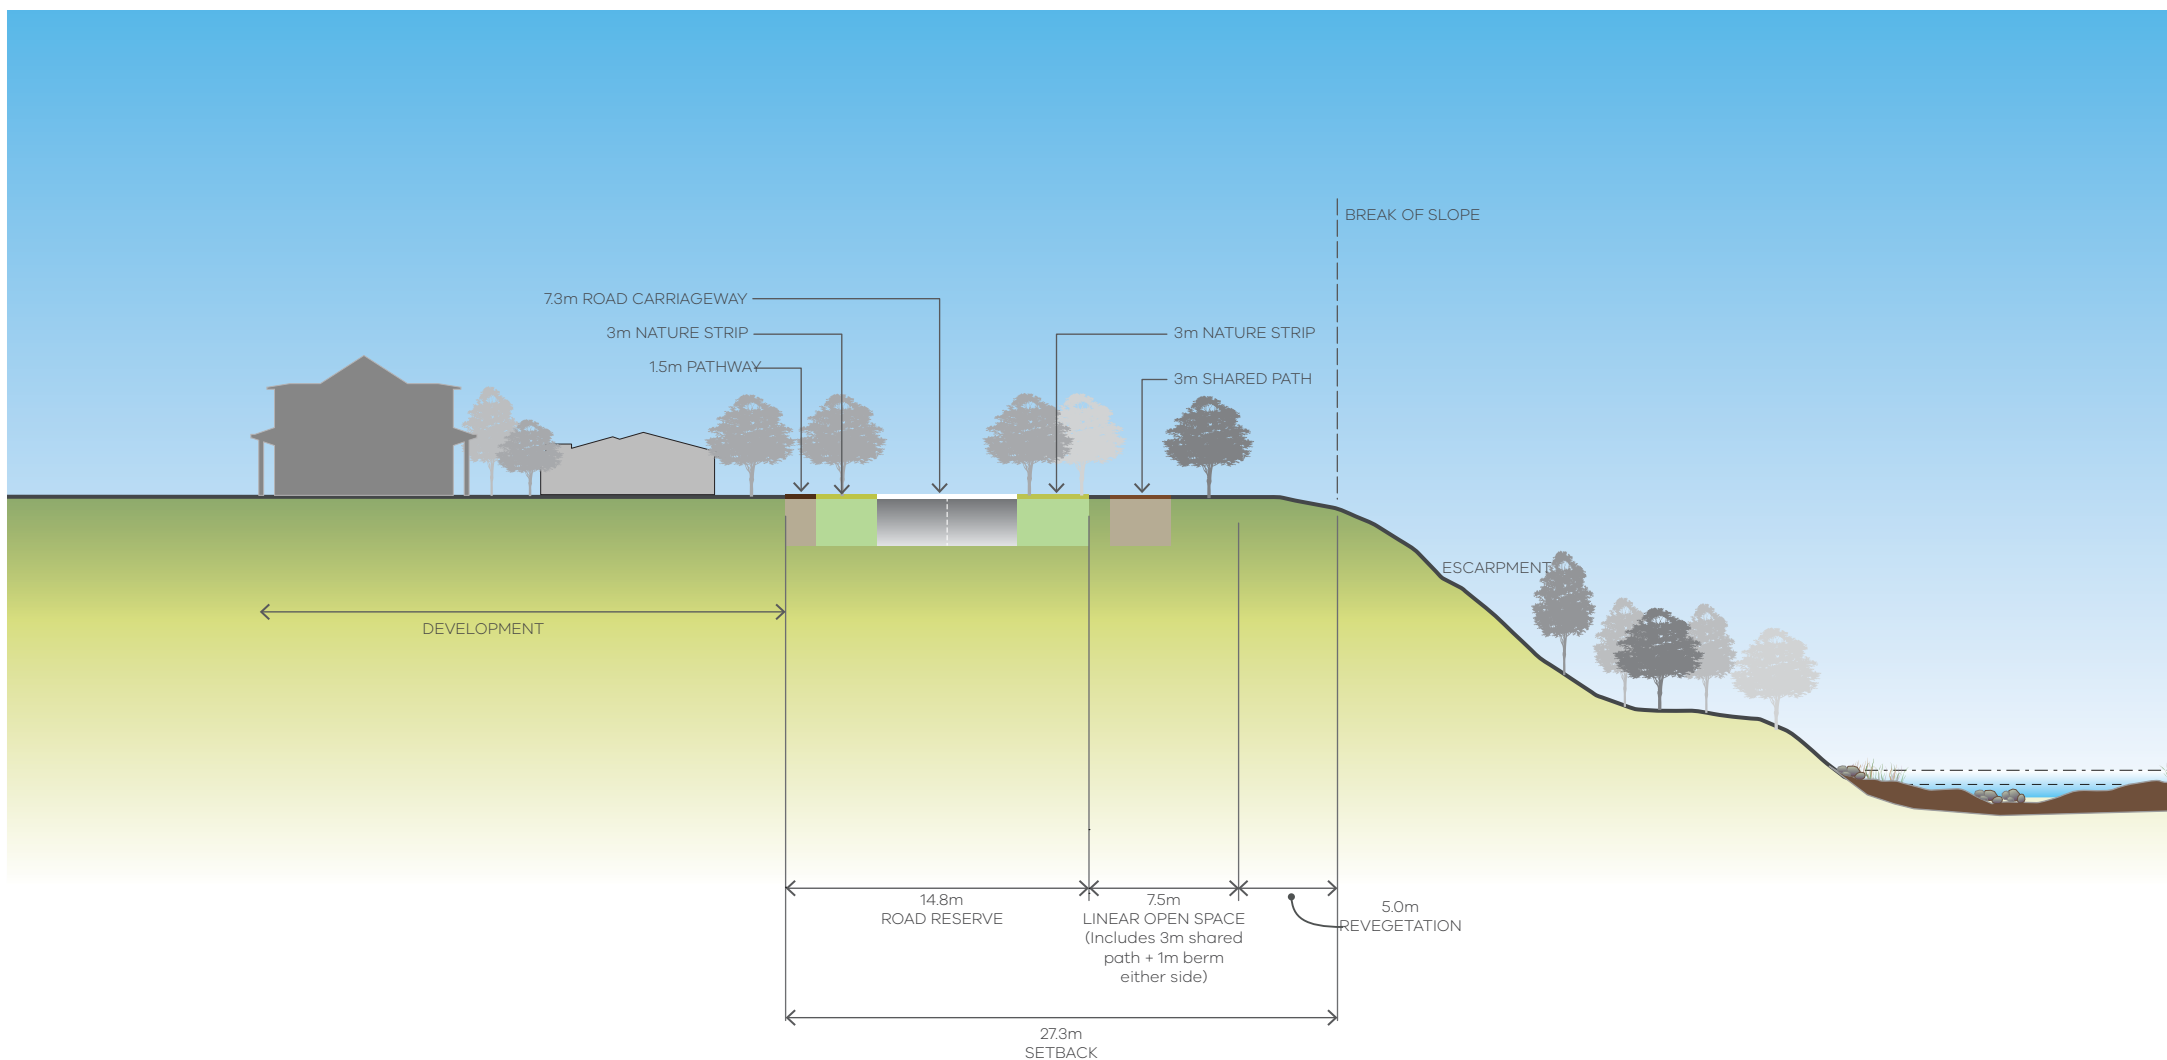 BREAK OF SLOPE
7.3m ROAD CARRIAGEWAY
3m NATURE STRIP
3m NATURE STRIP
1.5m PATHWAY
3m SHARED PATH
ESCARPMENT
DEVELOPMENT
14.8m
ROAD RESERVE
7.5m
LINEAR OPEN SPACE
(Includes 3m shared
path + 1m berm
either side)
5.0m
REVEGETATION
27.3m
SETBACK